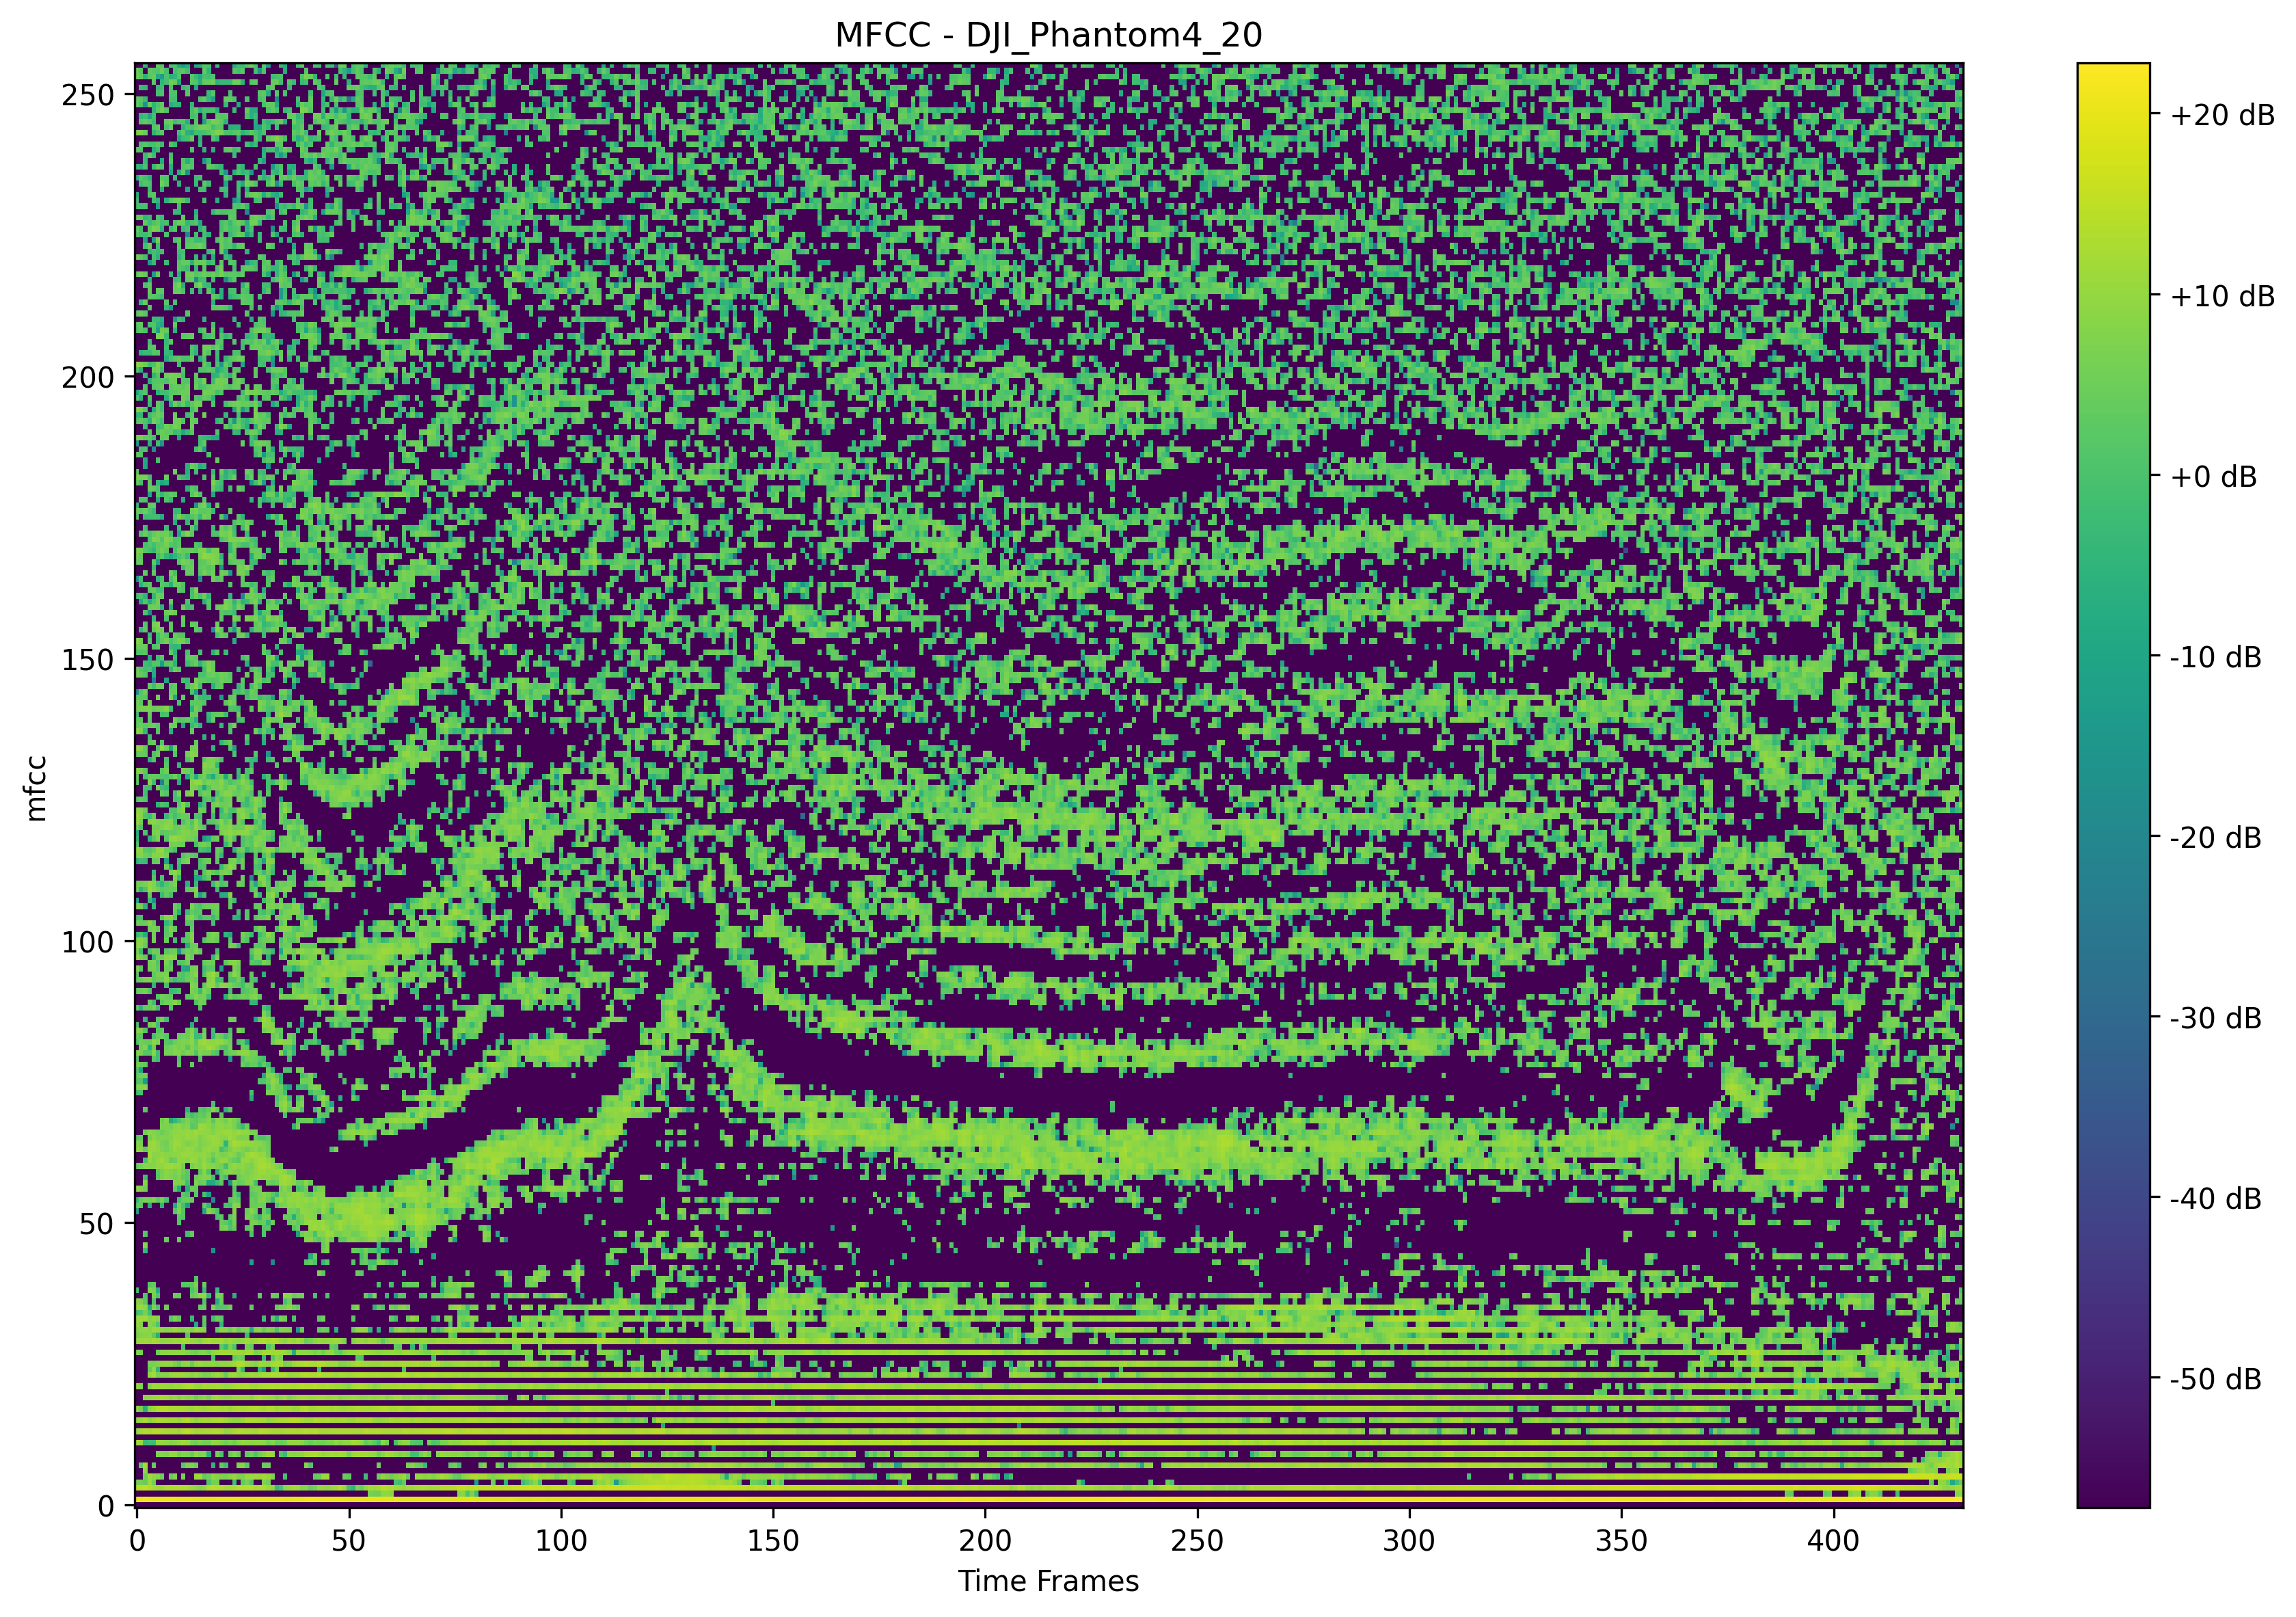 MFCC - DJI_Phantom4_20
250
200
150
100
50
0
mfcc
0 50 100 150 200 250 300 350 400
Time Frames
+20 dB
+10 dB
+0 dB
-10 dB
-20 dB
-30 dB
-40 dB
-50 dB